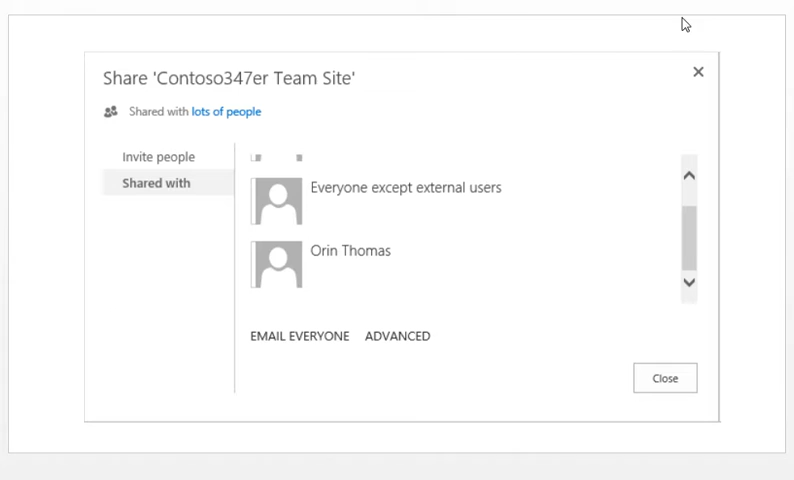 Share 'Contoso347er Team Site'
Shared with lots of people
Invite people
Shared with
Everyone except external users
Orin Thomas
EMAIL EVERYONE ADVANCED
Close